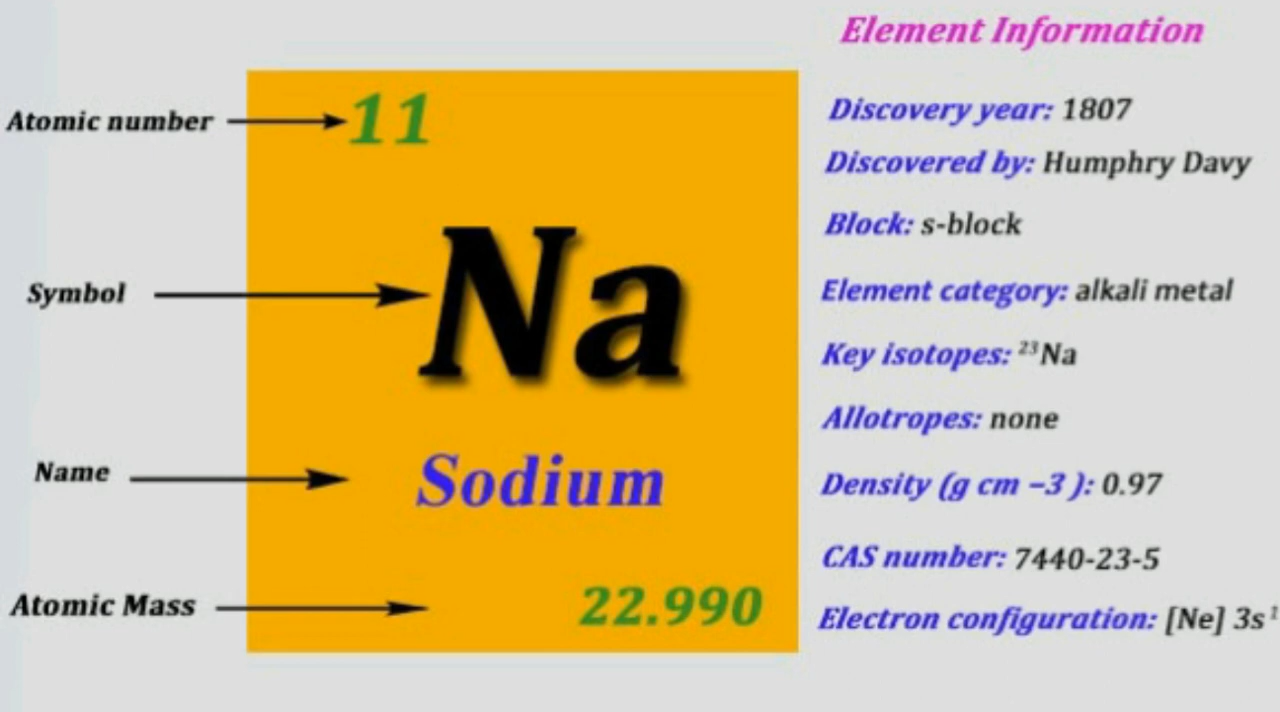 Element Information
Atomic number
11
Discovery year: 1807
Discovered by: Humphry Davy
Block: s-block
Symbol
Na
Element category: alkali metal
Key isotopes: ²³Na
Allotropes: none
Name
Sodium
Density (g cm −3 ): 0.97
CAS number: 7440-23-5
Atomic Mass
22.990
Electron configuration: [Ne] 3s¹